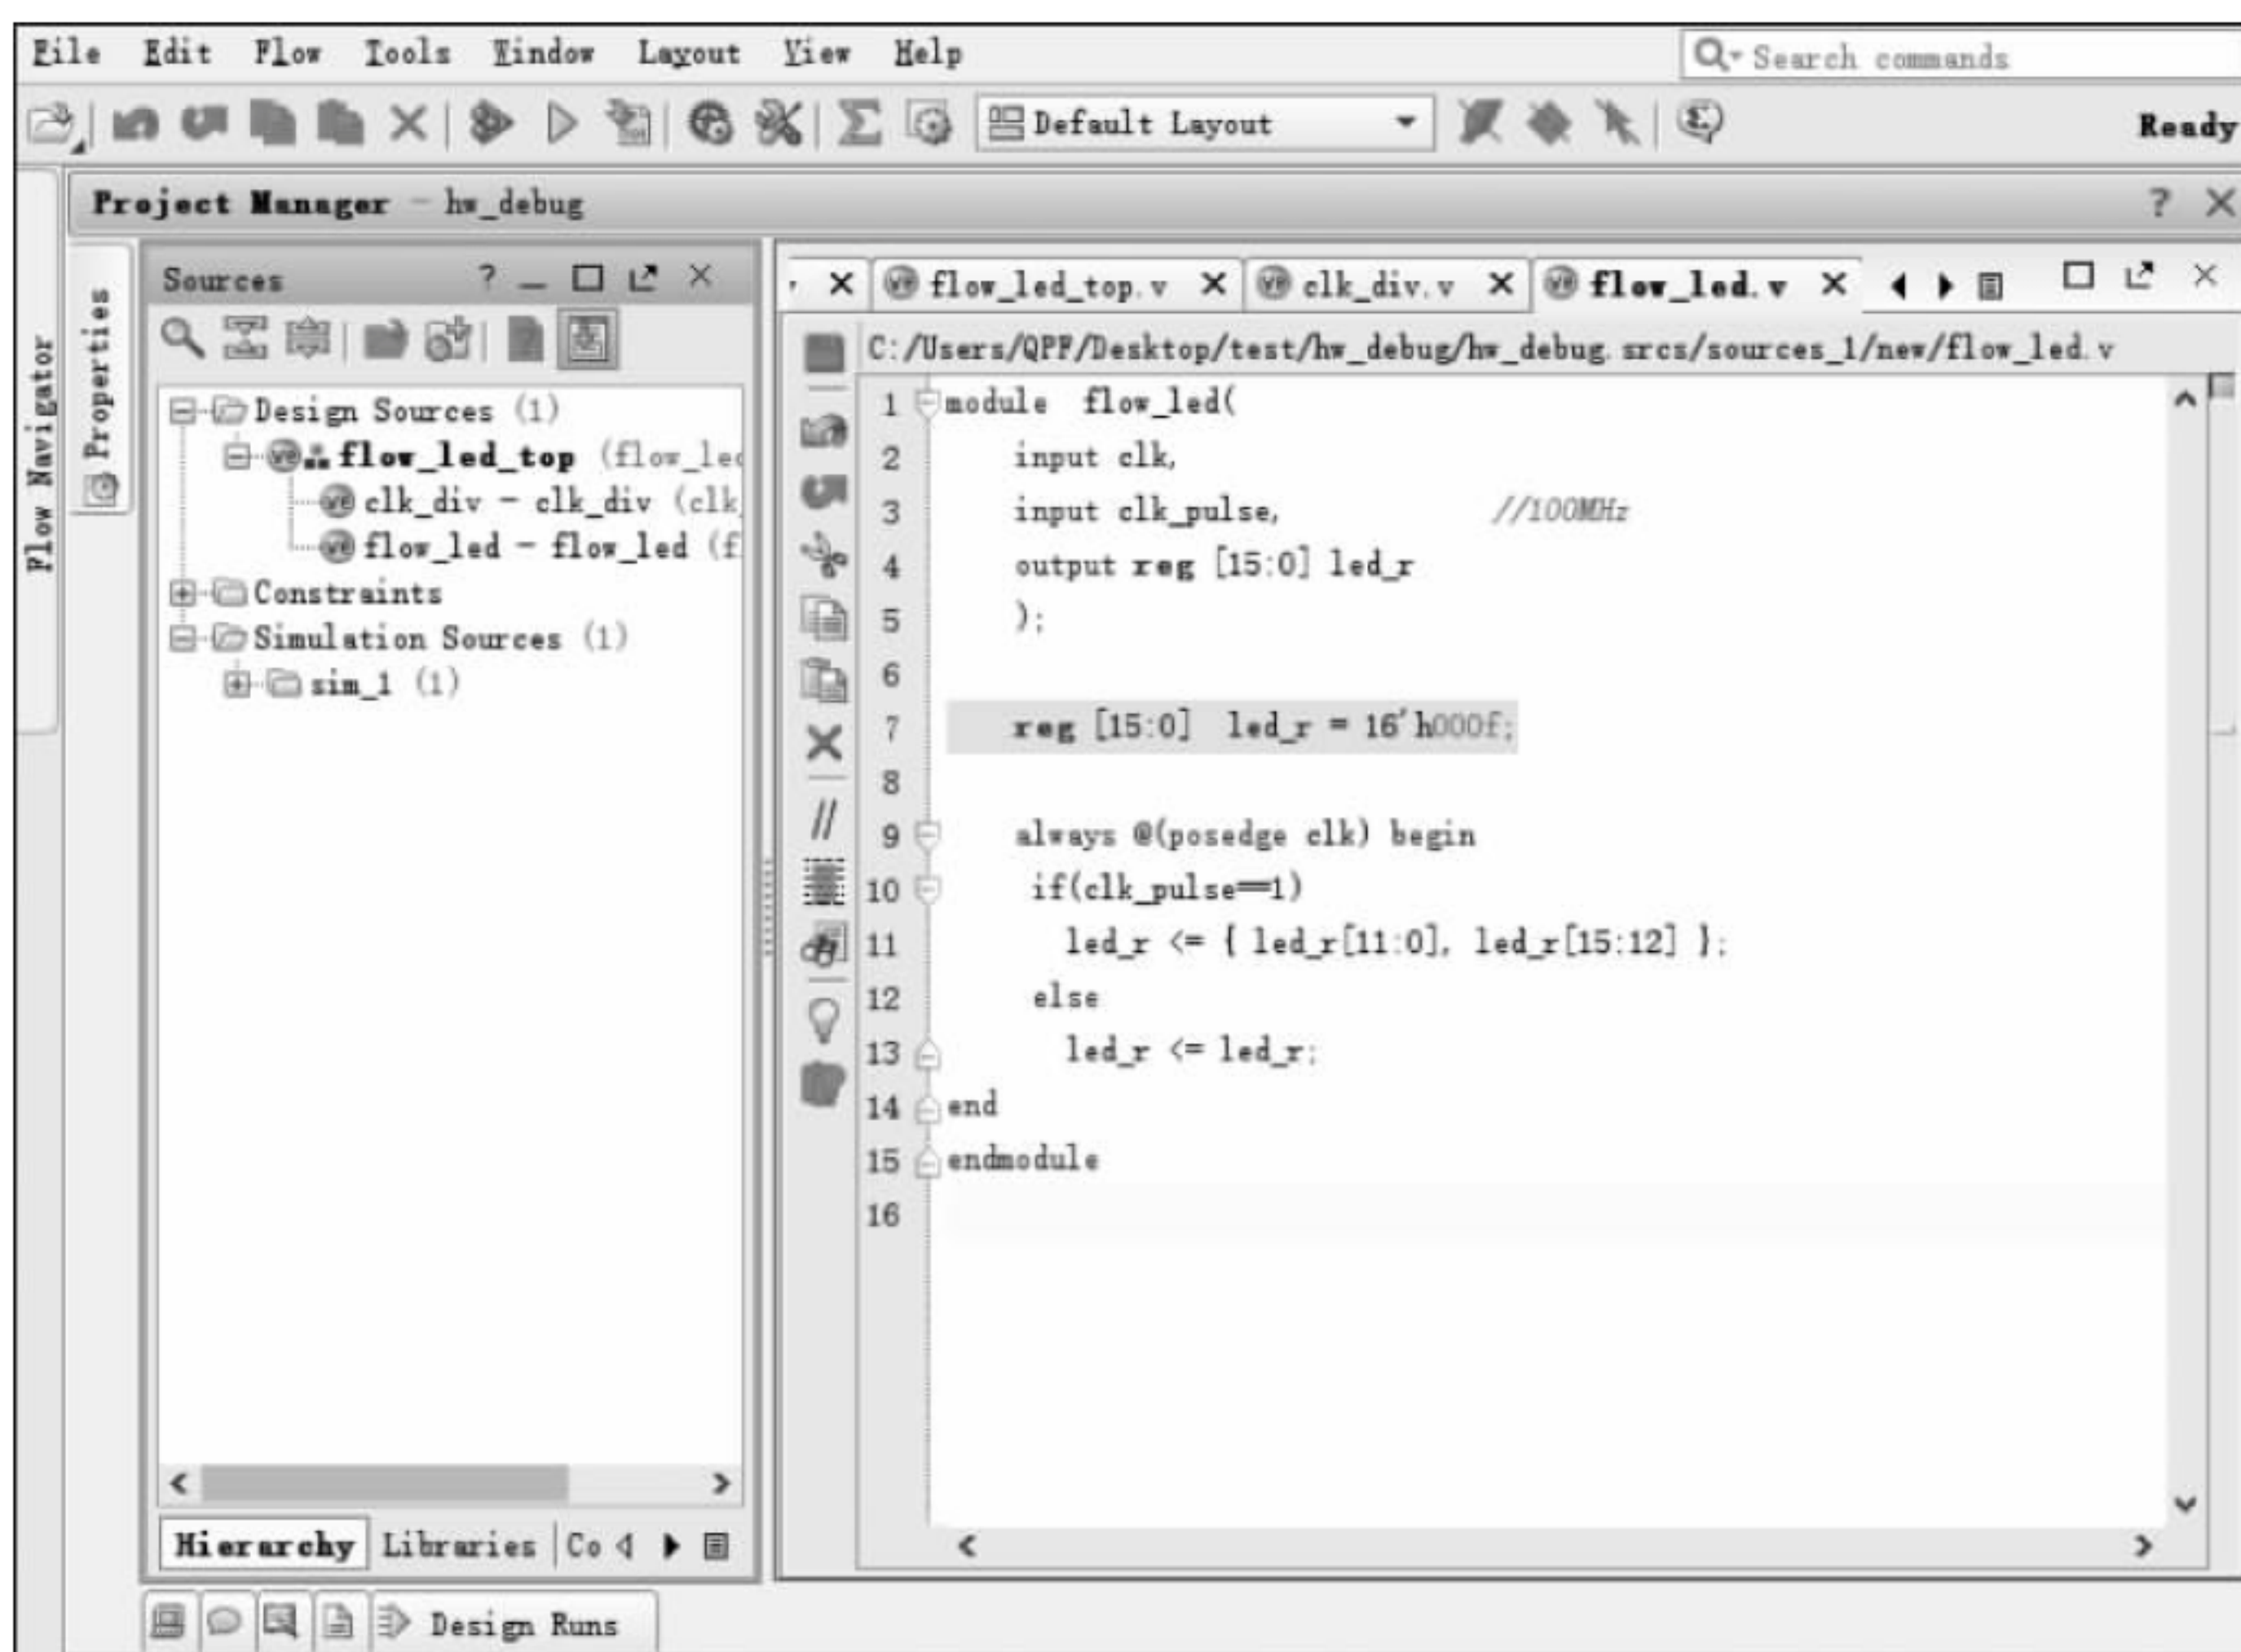 File Edit Flow Tools Window Layout View Help
Search commands
Default Layout
Ready
Project Manager - hw_debug
? X
Flow Navigator
Properties
Sources
Design Sources (1)
flow_led_top (flow_led
clk_div - clk_div (clk_
flow_led - flow_led (f
Constraints
Simulation Sources (1)
sim_1 (1)
Hierarchy Libraries Co
flow_led_top.v clk_div.v flow_led.v
C:/Users/QPF/Desktop/test/hw_debug/hw_debug.srcs/sources_1/new/flow_led.v
1 module flow_led(
2 input clk,
3 input clk_pulse, //100MHz
4 output reg [15:0] led_r
5 );
6
7 reg [15:0] led_r = 16'h000f;
8
9 always @(posedge clk) begin
10 if(clk_pulse==1)
11 led_r <= { led_r[11:0], led_r[15:12] };
12 else
13 led_r <= led_r;
14 end
15 endmodule
16
Design Runs